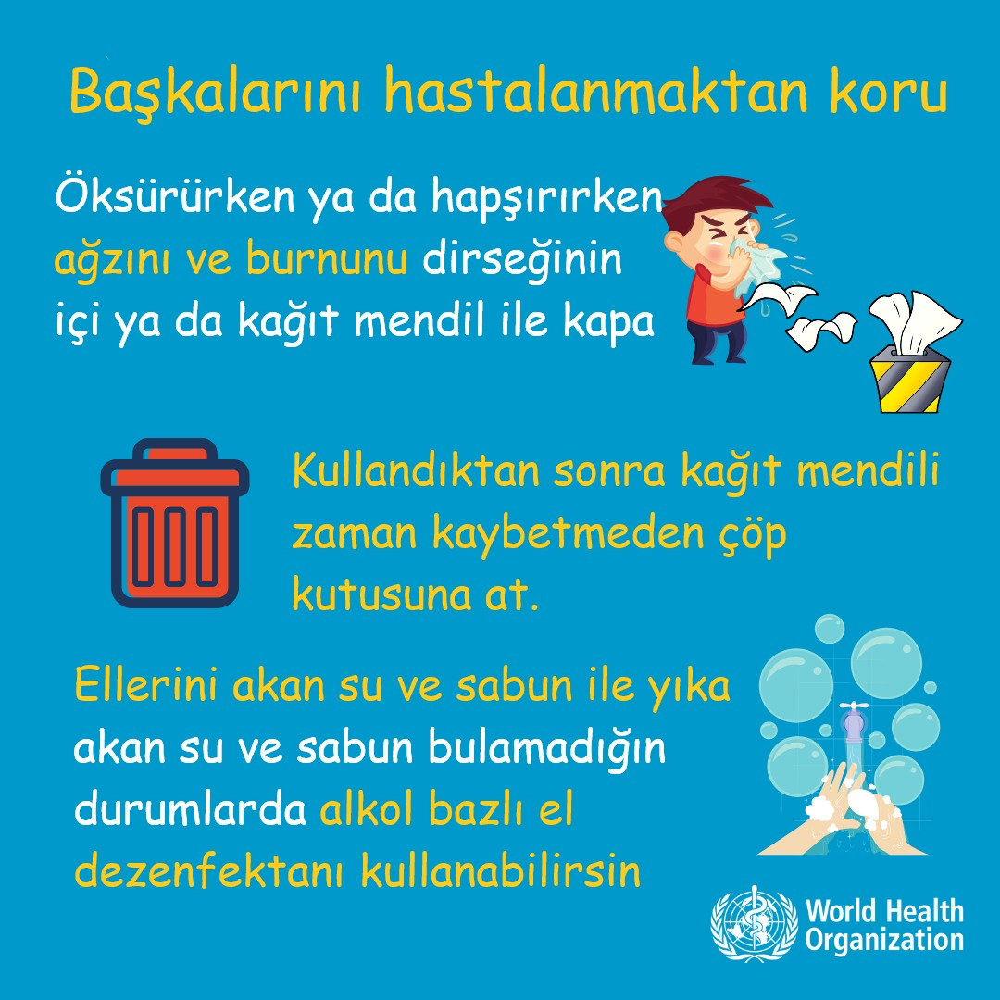 Başkalarını hastalanmaktan koru
Öksürürken ya da hapşırırken
ağzını ve burnunu dirseğinin
içi ya da kağıt mendil ile kapa
Kullandıktan sonra kağıt mendili
zaman kaybetmeden çöp
kutusuna at.
Ellerini akan su ve sabun ile yıka
akan su ve sabun bulamadığın
durumlarda alkol bazlı el
dezenfektanı kullanabilirsin
World Health
Organization